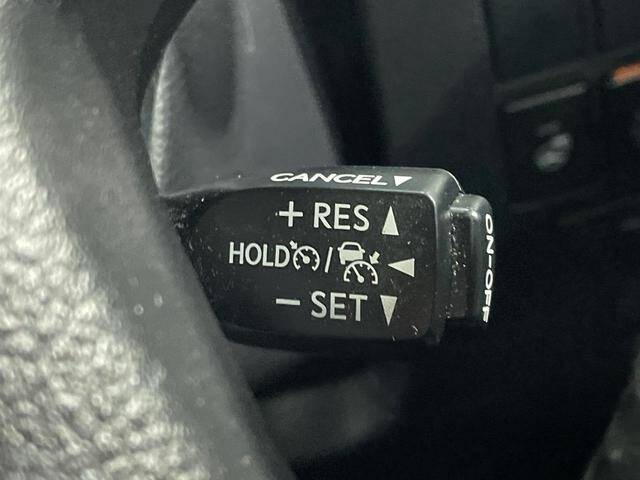 CANCEL▼
+ RES ▲
HOLD / ◀
− SET ▼
ON-OFF